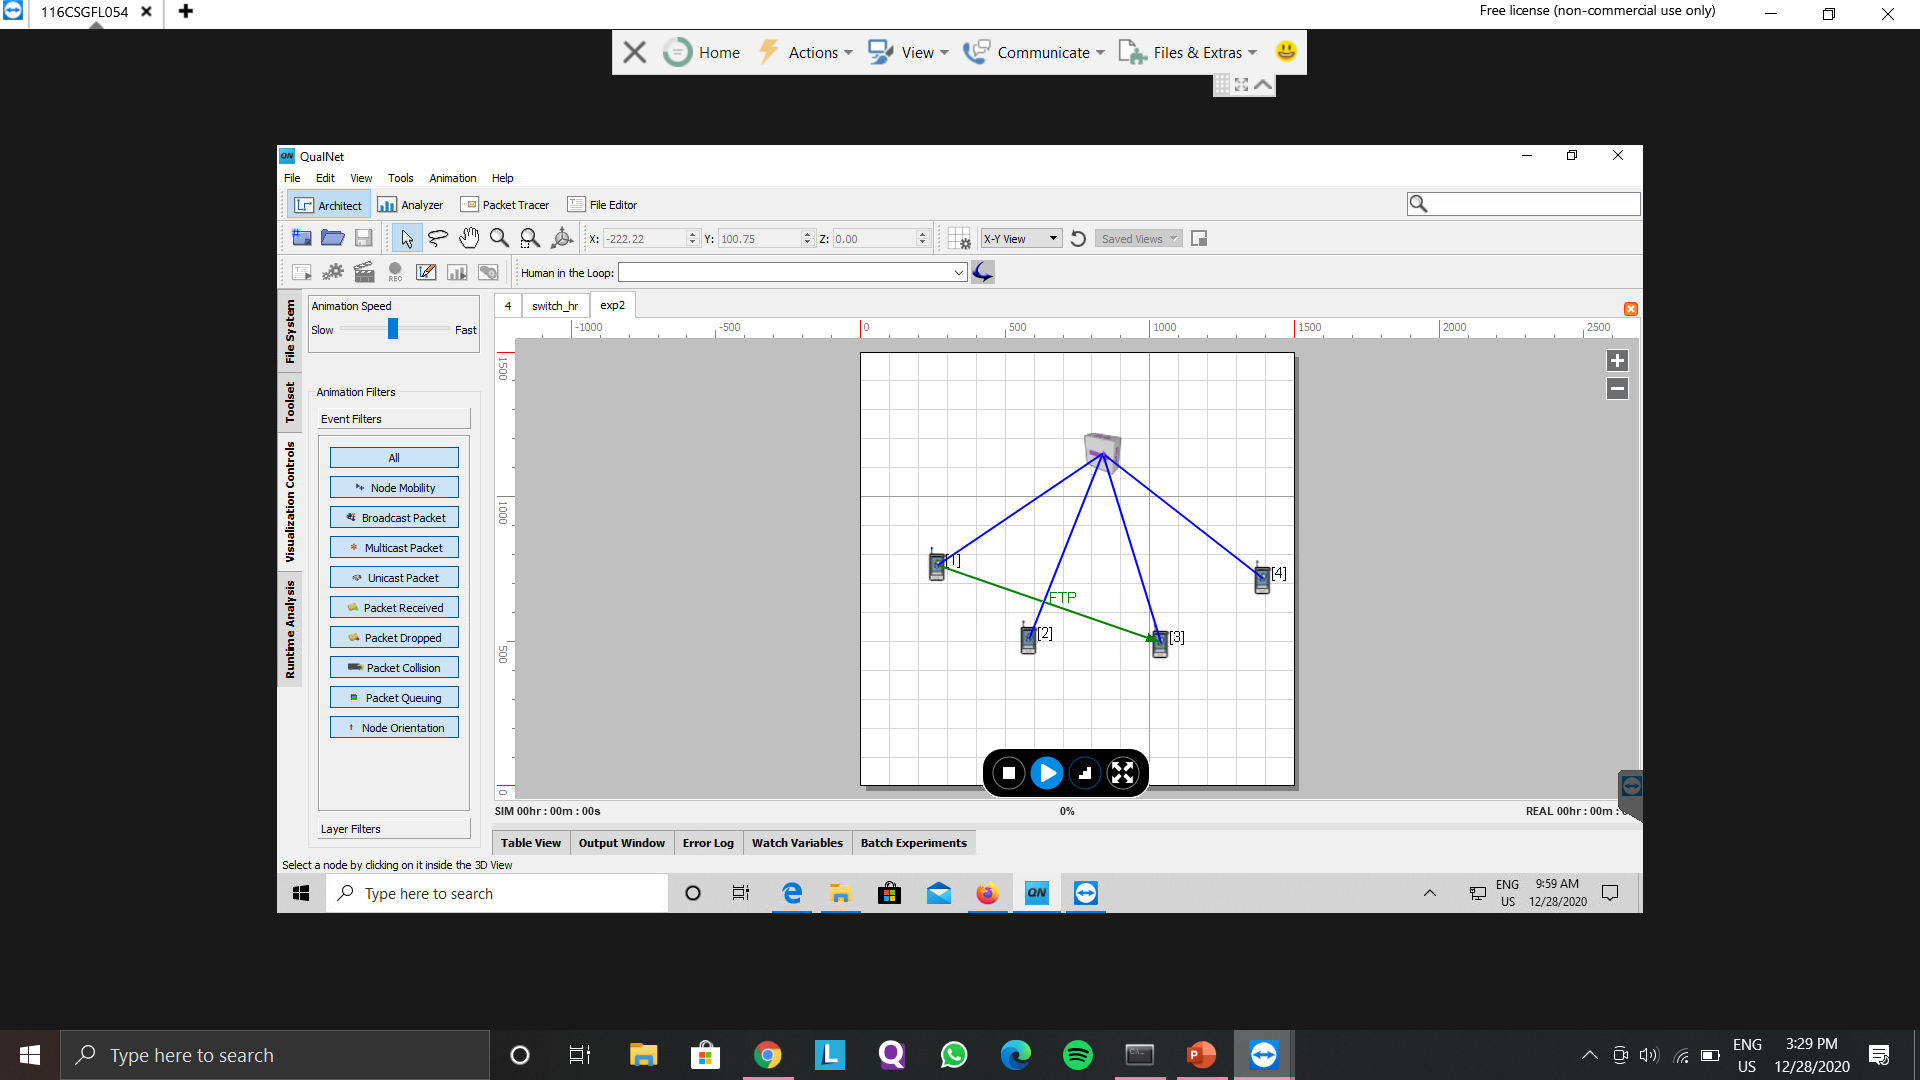 116CSGFL054
Free license (non-commercial use only)
Home Actions View Communicate Files & Extras
QN QualNet
File Edit View Tools Animation Help
Architect Analyzer Packet Tracer File Editor
X: -222.22 Y: 100.75 Z: 0.00 X-Y View Saved Views
REC Human in the Loop:
File System
Toolset
Visualization Controls
Runtime Analysis
Animation Speed
Slow Fast
Animation Filters
Event Filters
All
Node Mobility
Broadcast Packet
Multicast Packet
Unicast Packet
Packet Received
Packet Dropped
Packet Collision
Packet Queuing
Node Orientation
Layer Filters
4 switch_hr exp2
-1000 -500 0 500 1000 1500 2000 2500
1500
1000
500
0
[1]
[4]
FTP
[2]
[3]
SIM 00hr : 00m : 00s 0% REAL 00hr : 00m :
Table View Output Window Error Log Watch Variables Batch Experiments
Select a node by clicking on it inside the 3D View
Type here to search QN ENG US 9:59 AM 12/28/2020
Type here to search L ENG US 3:29 PM 12/28/2020